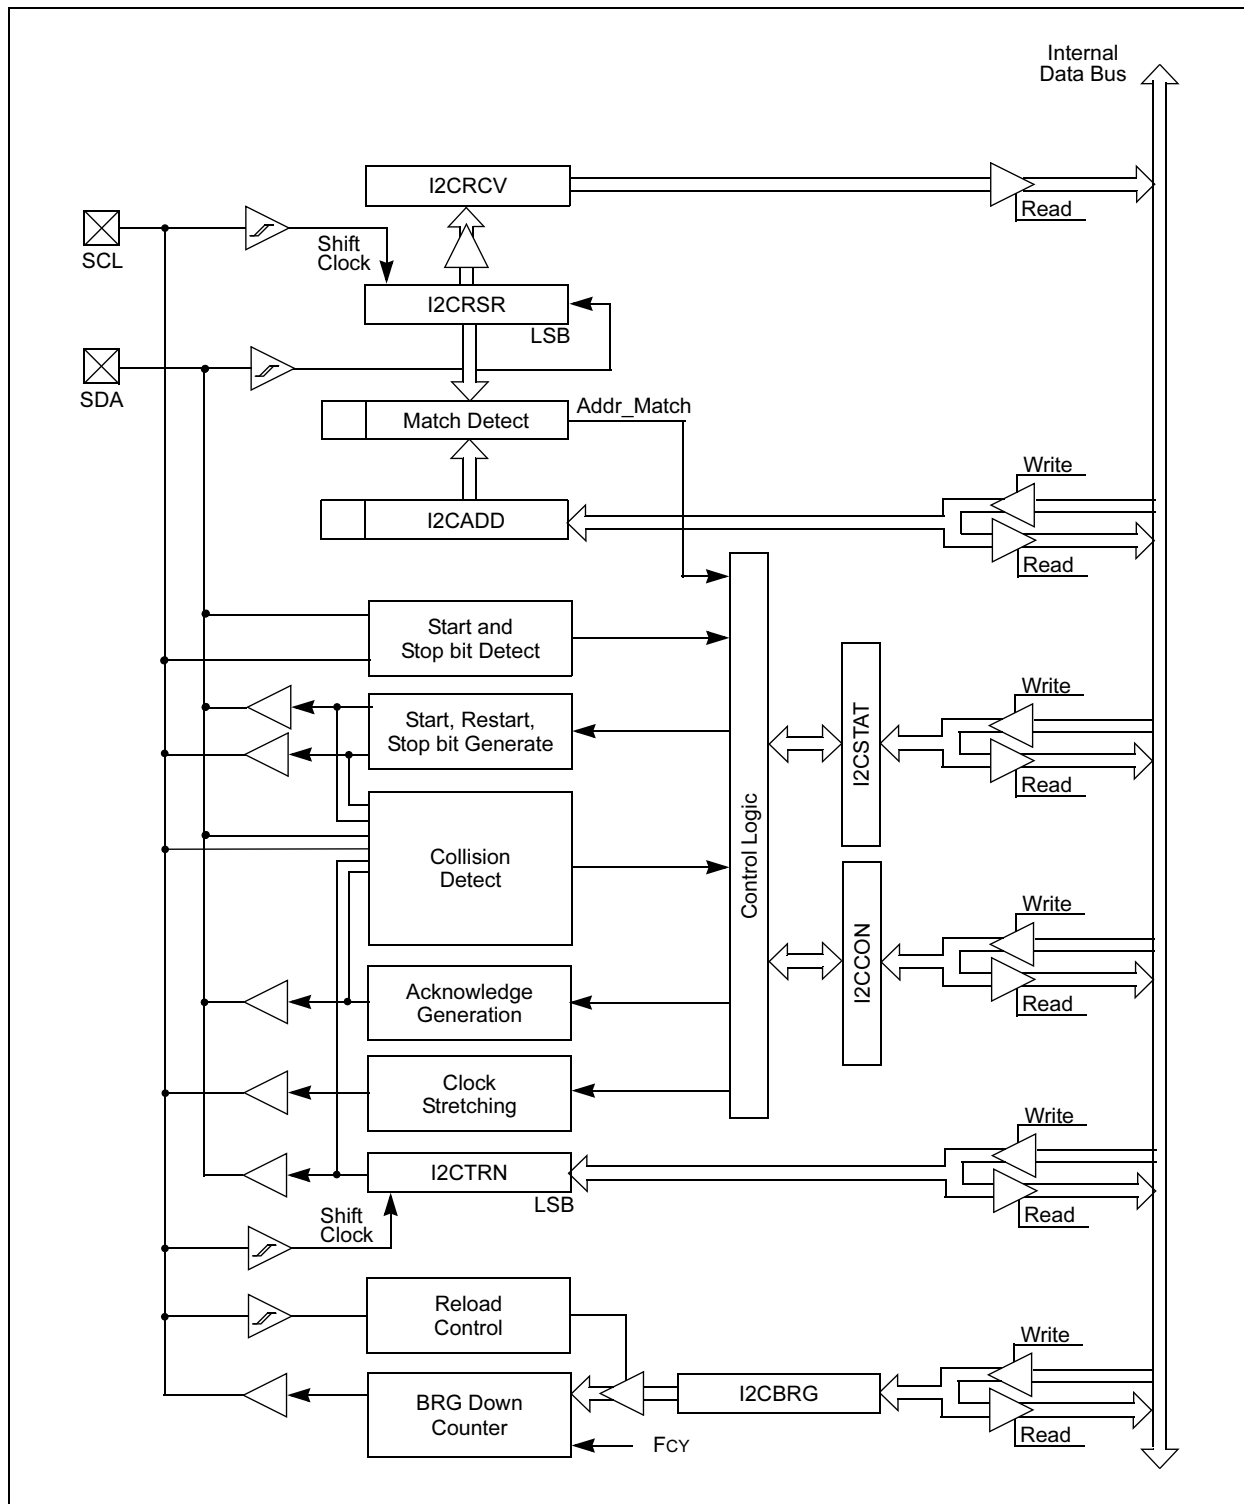 Internal
Data Bus
I2CRCV
Read
SCL
Shift
Clock
I2CRSR
LSB
SDA
Match Detect
Addr_Match
Write
I2CADD
Read
Start and
Stop bit Detect
Write
Start, Restart,
Stop bit Generate
I2CSTAT
Read
Control Logic
Collision
Detect
Write
I2CCON
Acknowledge
Generation
Read
Clock
Stretching
Write
I2CTRN
LSB
Read
Shift
Clock
Reload
Control
Write
I2CBRG
BRG Down
Counter
Read
FCY